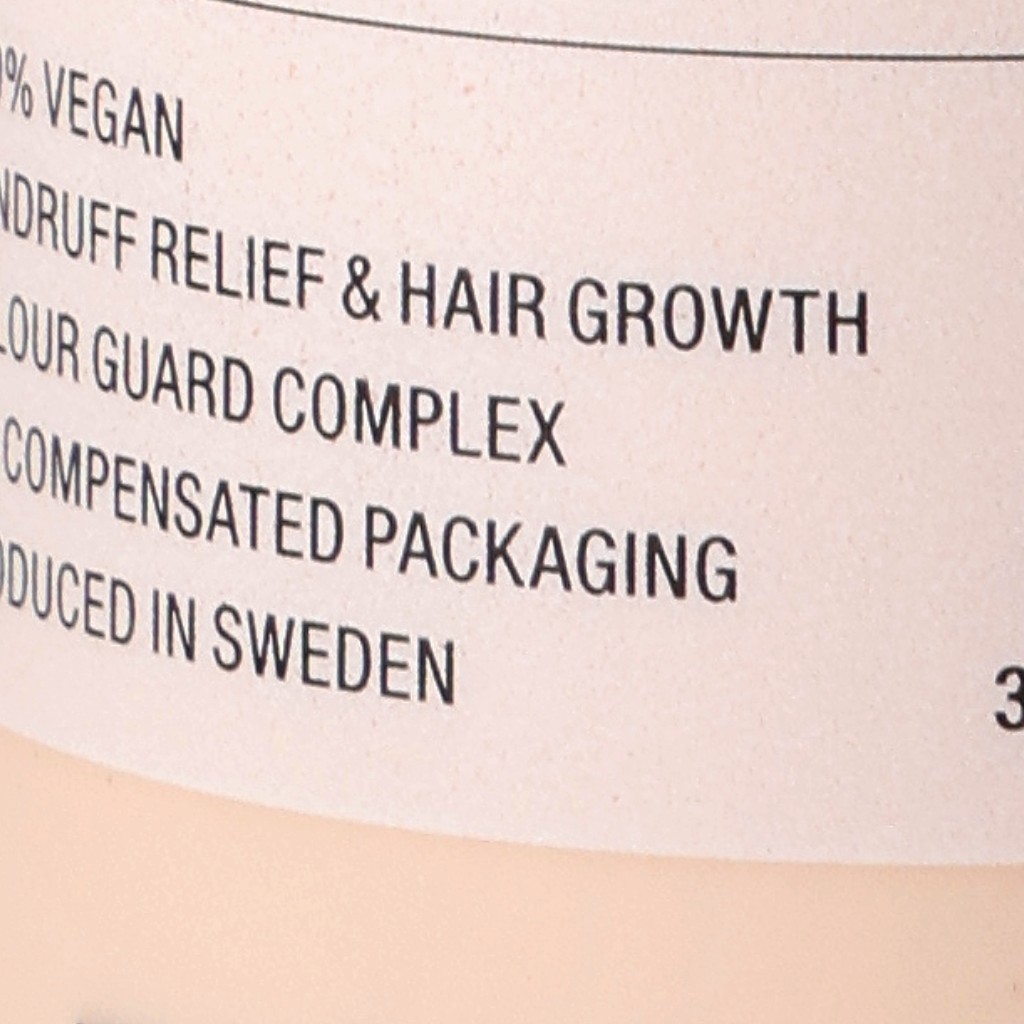 % VEGAN
NDRUFF RELIEF & HAIR GROWTH
LOUR GUARD COMPLEX
COMPENSATED PACKAGING
ODUCED IN SWEDEN
3